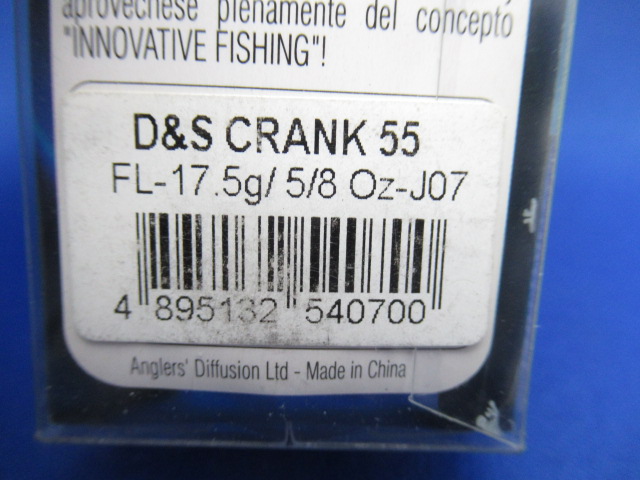 aprovéchese plenamente del concepto
"INNOVATIVE FISHING"!
D&S CRANK 55
FL-17.5g/ 5/8 Oz-J07
4 895132 540700
Anglers' Diffusion Ltd - Made in China